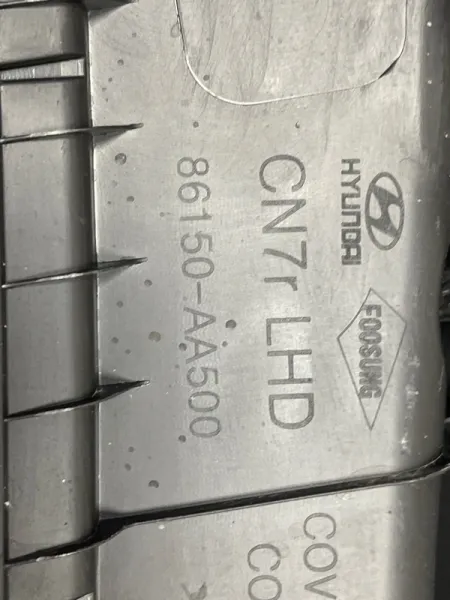 HYUNDAI
FOOSUNG
CN7r LHD
86150-AA500
COV
CO